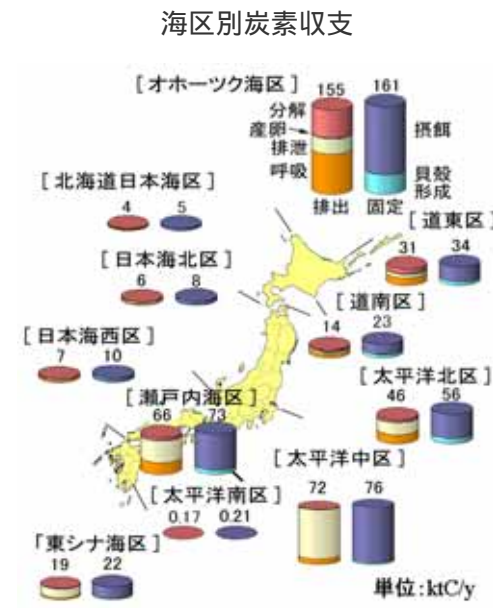 海区別炭素収支
[オホーツク海区]
155 161
分解
産卵
排泄
呼吸
摂餌
貝殻
形成
排出 固定
[北海道日本海区]
4 5
[道東区]
31 34
[日本海北区]
6 8
[道南区]
14 23
[日本海西区]
7 10
[太平洋北区]
46 56
[瀬戸内海区]
66 73
[太平洋中区]
72 76
[太平洋南区]
0.17 0.21
「東シナ海区]
19 22
単位:ktC/y